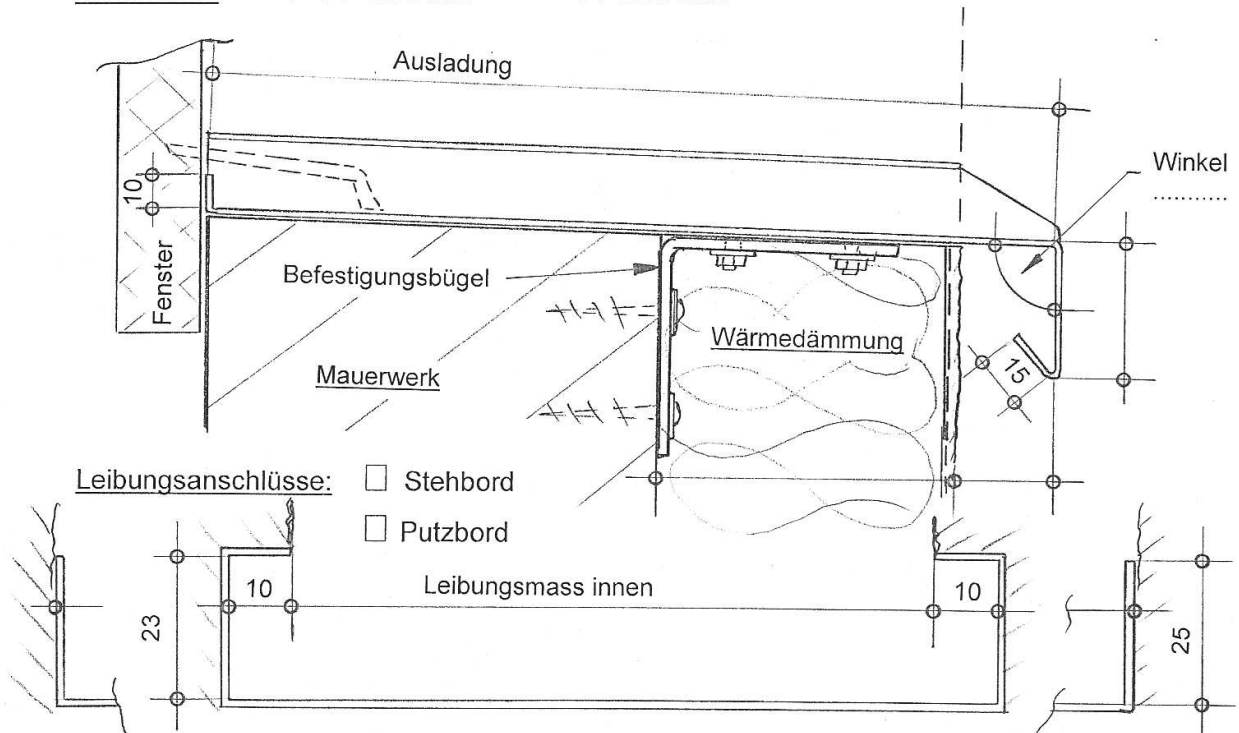 Ausladung
Winkel
............
10
Fenster
Befestigungsbügel
Wärmedämmung
Mauerwerk
15
Leibungsanschlüsse: □ Stehbord
□ Putzbord
10
Leibungsmass innen
10
23
25